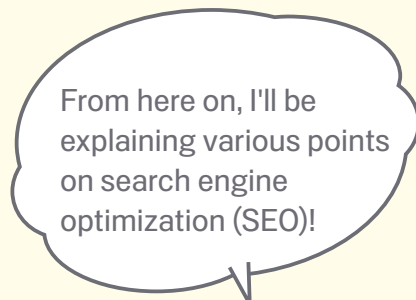 From here on, I'll be
explaining various points
on search engine
optimization (SEO)!